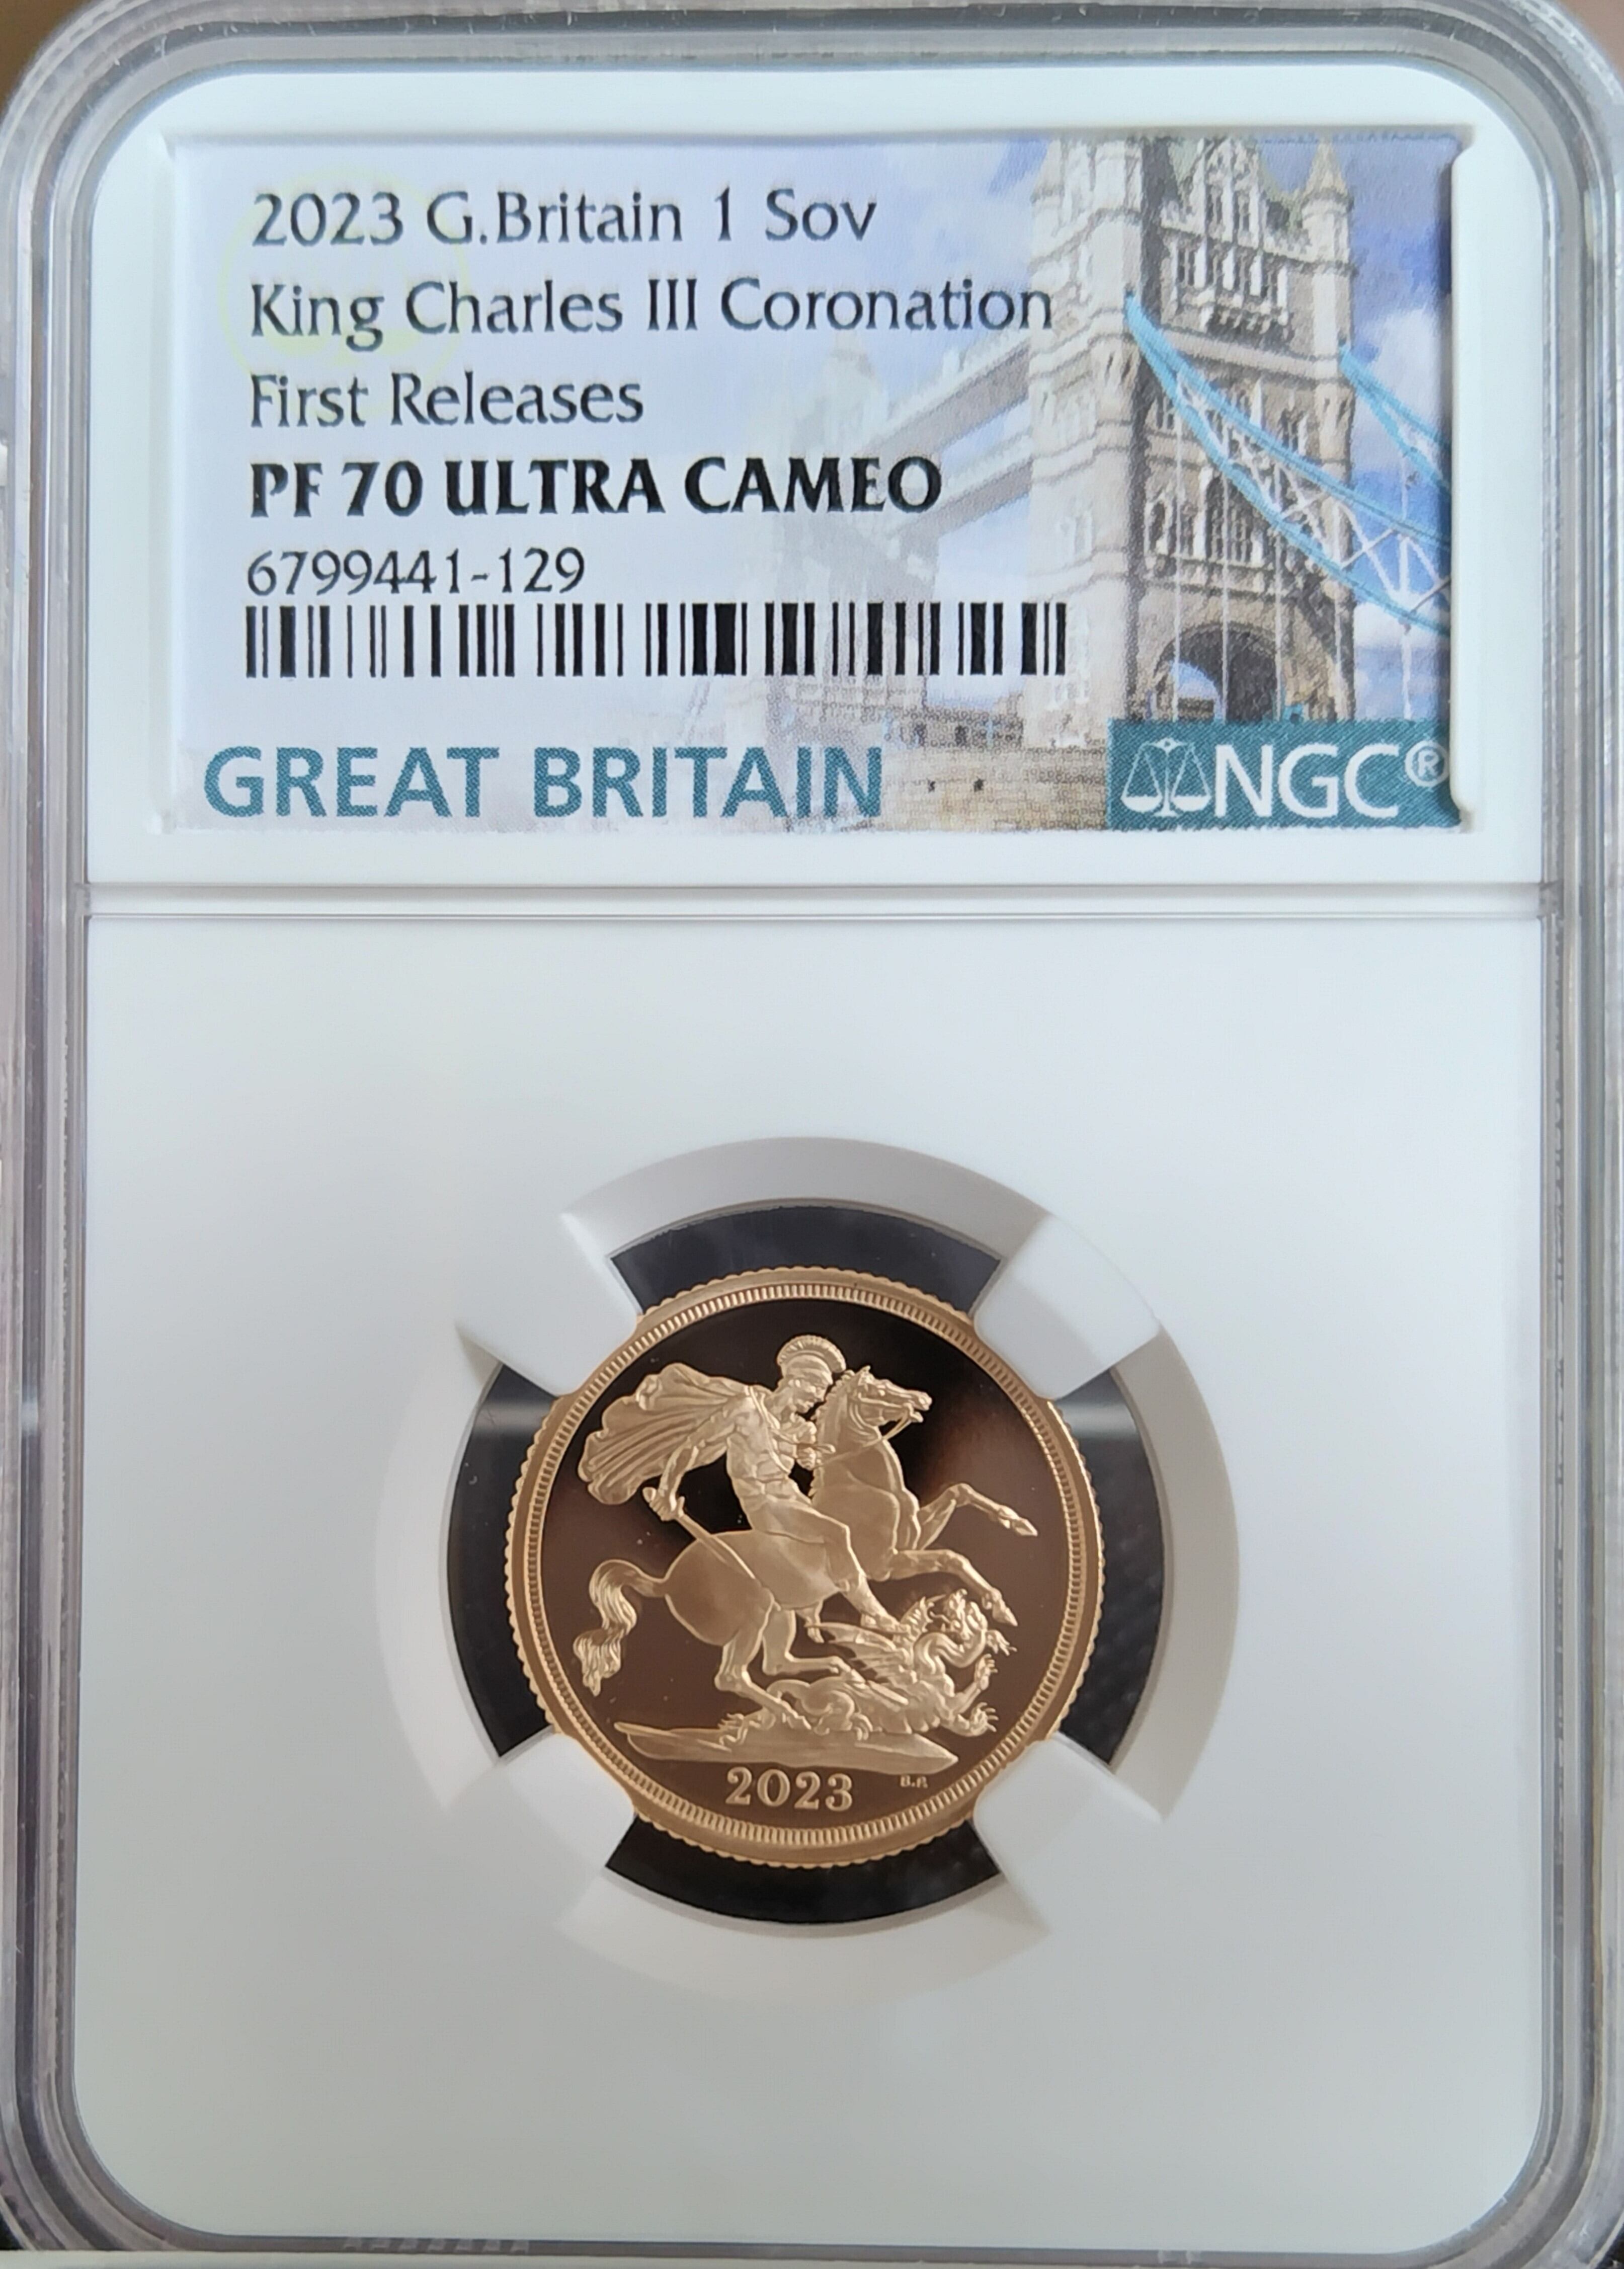 2023 G.Britain 1 Sov
King Charles III Coronation
First Releases
PF 70 ULTRA CAMEO
6799441-129
GREAT BRITAIN
NGC®
2023
B.P.